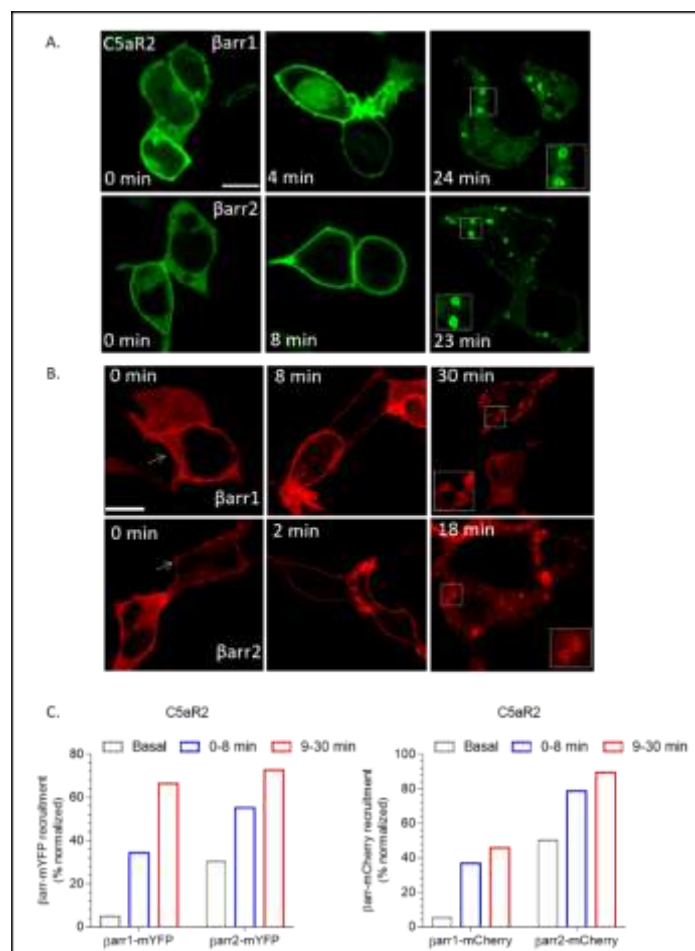 A.
C5aR2 βarr1
0 min
4 min
24 min
βarr2
0 min
8 min
23 min
B.
0 min
8 min
30 min
βarr1
0 min
2 min
18 min
βarr2
C.
C5aR2
Basal 0-8 min 9-30 min
βarr-mYFP recruitment
(% normalized)
80
60
40
20
0
βarr1-mYFP βarr2-mYFP
C5aR2
Basal 0-8 min 9-30 min
βarr-mCherry recruitment
(% normalized)
100
80
60
40
20
0
βarr1-mCherry βarr2-mCherry